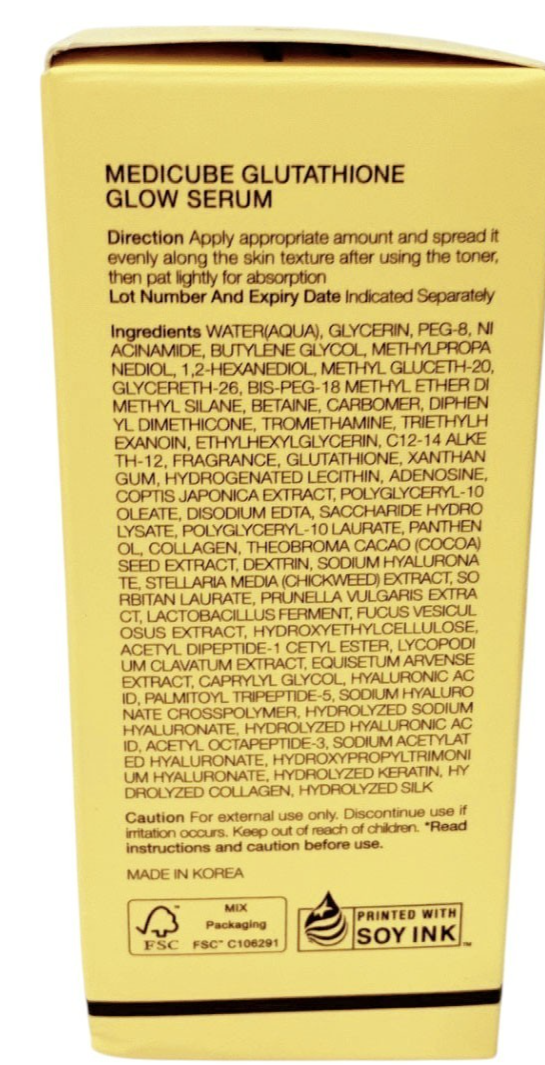 MEDICUBE GLUTATHIONE
GLOW SERUM
Direction Apply appropriate amount and spread it
evenly along the skin texture after using the toner,
then pat lightly for absorption
Lot Number And Expiry Date Indicated Separately
Ingredients WATER(AQUA), GLYCERIN, PEG-8, NI
ACINAMIDE, BUTYLENE GLYCOL, METHYLPROPA
NEDIOL, 1,2-HEXANEDIOL, METHYL GLUCETH-20,
GLYCERETH-26, BIS-PEG-18 METHYL ETHER DI
METHYL SILANE, BETAINE, CARBOMER, DIPHEN
YL DIMETHICONE, TROMETHAMINE, TRIETHYLH
EXANOIN, ETHYLHEXYLGLYCERIN, C12-14 ALKE
TH-12, FRAGRANCE, GLUTATHIONE, XANTHAN
GUM, HYDROGENATED LECITHIN, ADENOSINE,
COPTIS JAPONICA EXTRACT, POLYGLYCERYL-10
OLEATE, DISODIUM EDTA, SACCHARIDE HYDRO
LYSATE, POLYGLYCERYL-10 LAURATE, PANTHEN
OL, COLLAGEN, THEOBROMA CACAO (COCOA)
SEED EXTRACT, DEXTRIN, SODIUM HYALURONA
TE, STELLARIA MEDIA (CHICKWEED) EXTRACT, SO
RBITAN LAURATE, PRUNELLA VULGARIS EXTRA
CT, LACTOBACILLUS FERMENT, FUCUS VESICUL
OSUS EXTRACT, HYDROXYETHYLCELLULOSE,
ACETYL DIPEPTIDE-1 CETYL ESTER, LYCOPODI
UM CLAVATUM EXTRACT, EQUISETUM ARVENSE
EXTRACT, CAPRYLYL GLYCOL, HYALURONIC AC
ID, PALMITOYL TRIPEPTIDE-5, SODIUM HYALURO
NATE CROSSPOLYMER, HYDROLYZED SODIUM
HYALURONATE, HYDROLYZED HYALURONIC AC
ID, ACETYL OCTAPEPTIDE-3, SODIUM ACETYLAT
ED HYALURONATE, HYDROXYPROPYLTRIMONI
UM HYALURONATE, HYDROLYZED KERATIN, HY
DROLYZED COLLAGEN, HYDROLYZED SILK
Caution For external use only. Discontinue use if
irritation occurs. Keep out of reach of children. *Read
instructions and caution before use.
MADE IN KOREA
FSC™
MIX
Packaging
FSC™ C106291
PRINTED WITH
SOY INK™